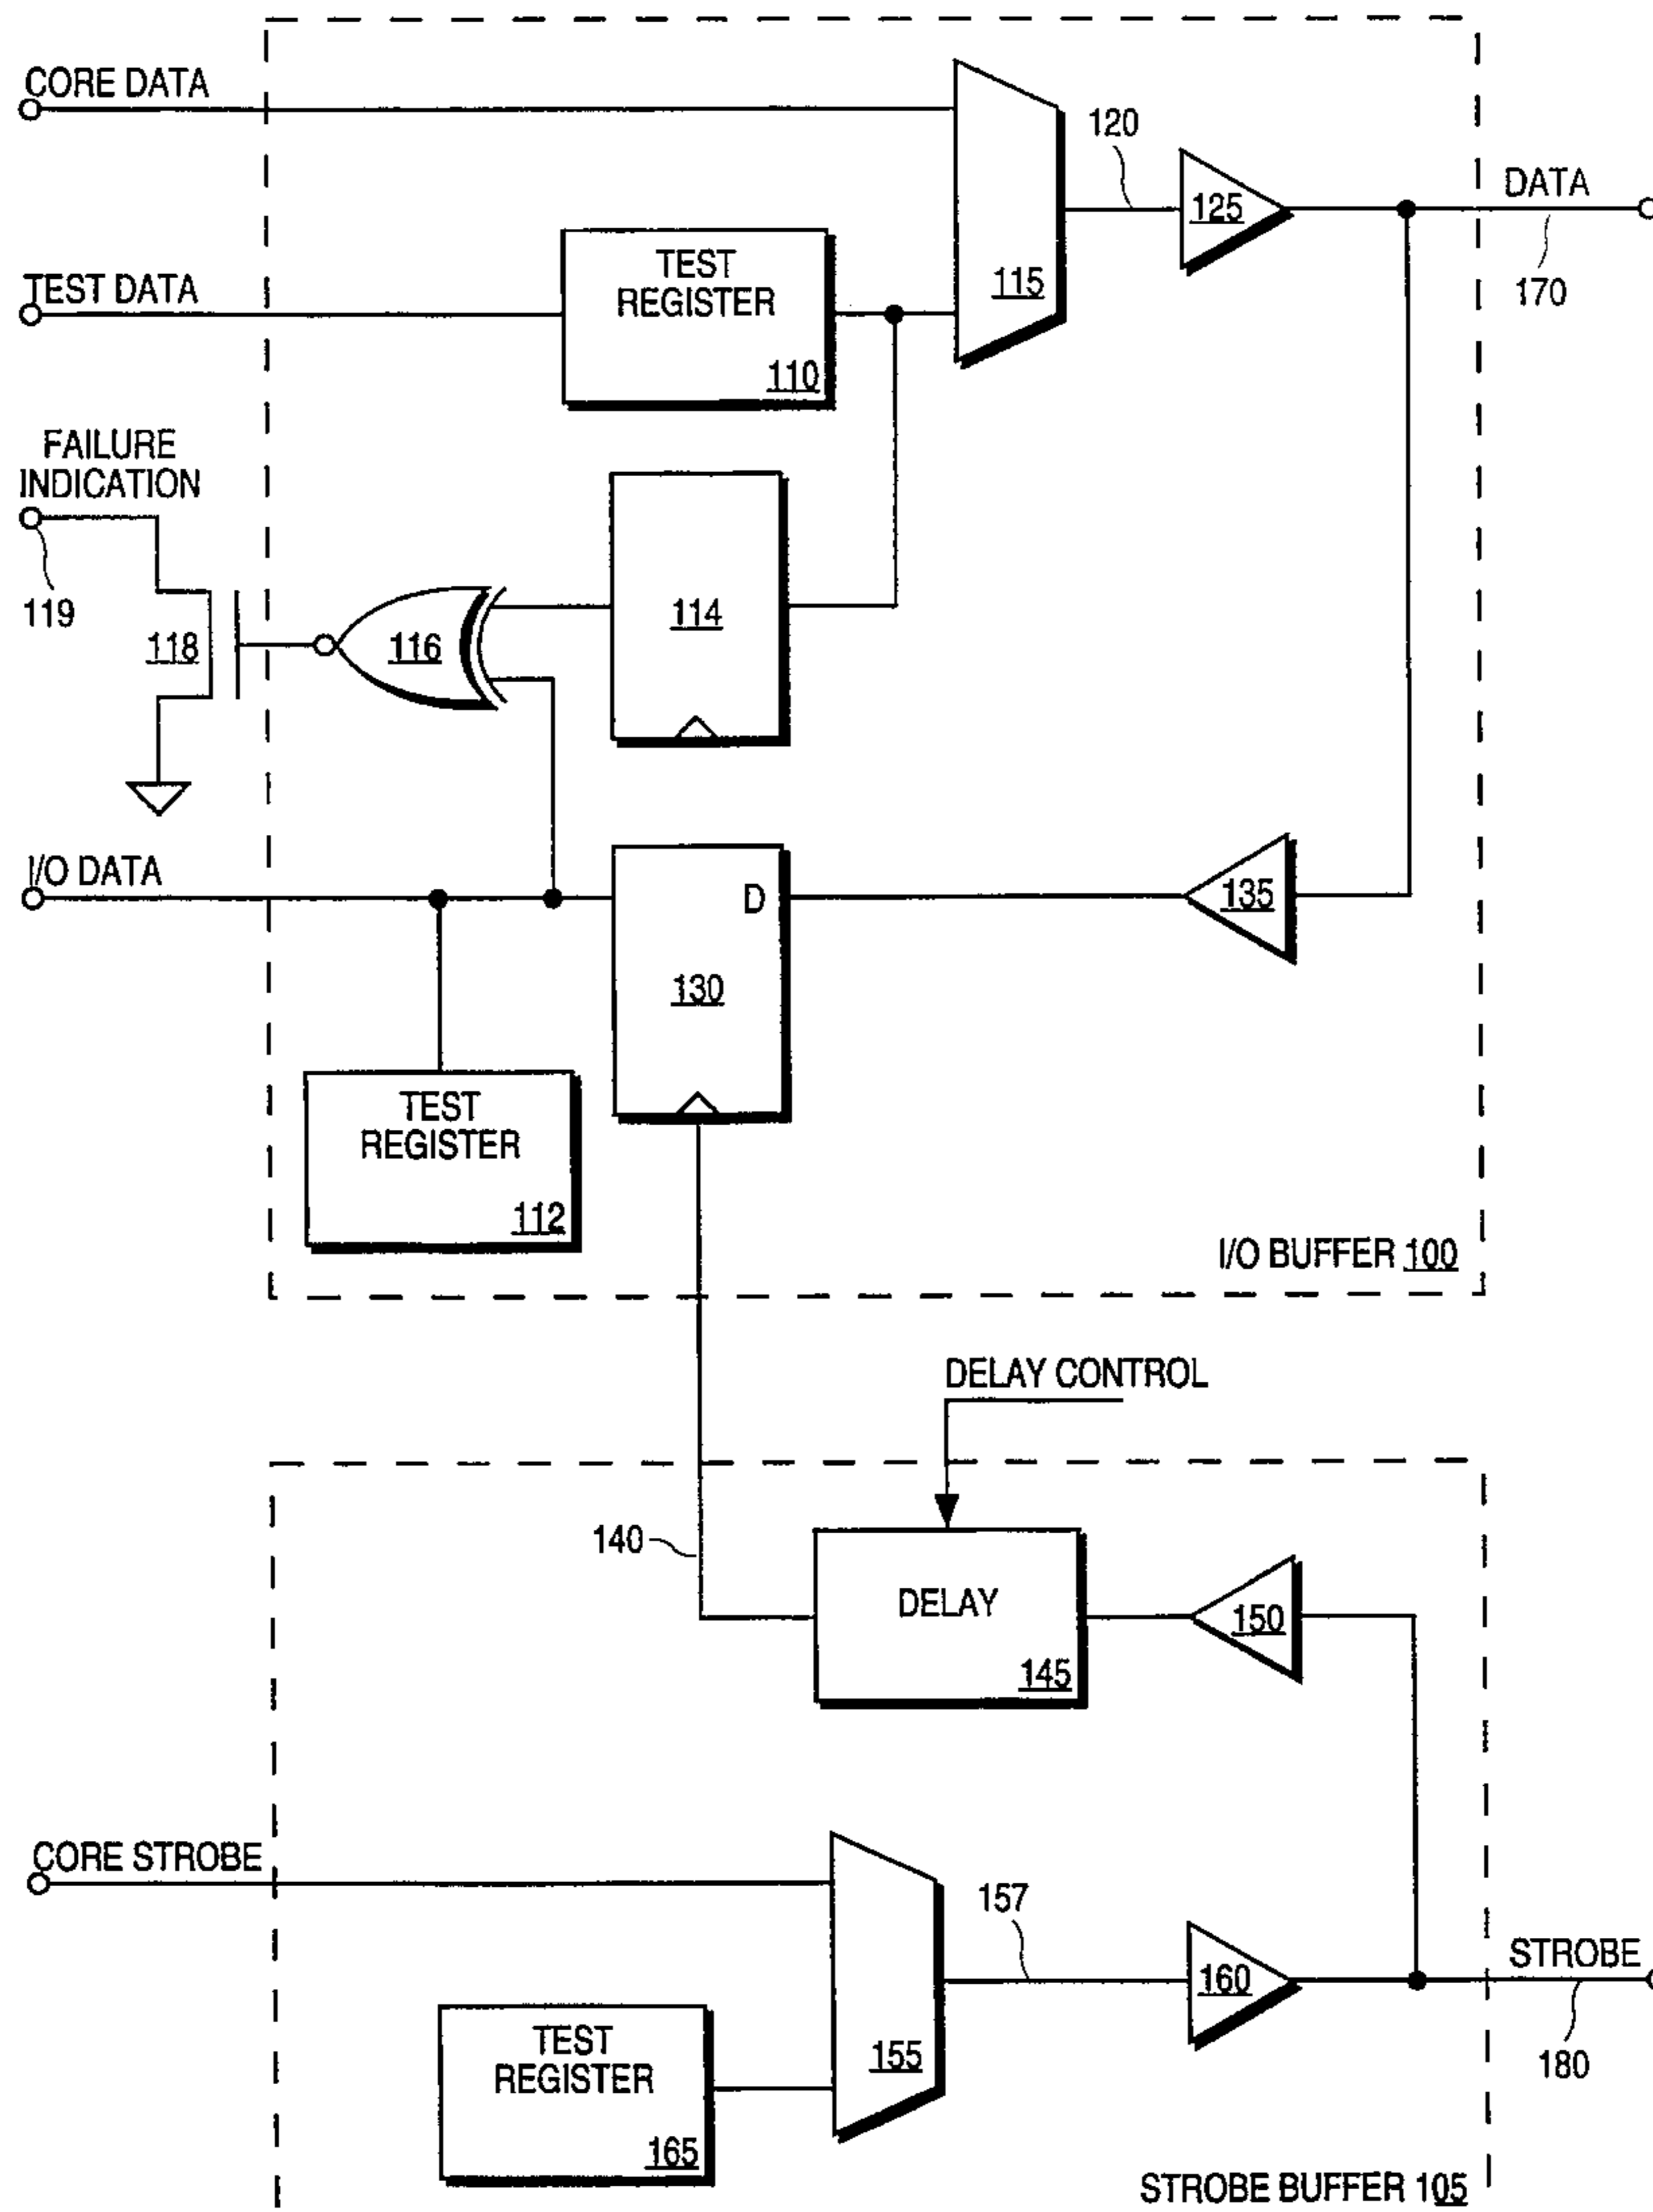 CORE DATA
120
125
DATA
170
TEST DATA
TEST
REGISTER
110
115
FAILURE
INDICATION
119
118
116
114
I/O DATA
D
130
135
TEST
REGISTER
112
I/O BUFFER 100
DELAY CONTROL
140
DELAY
145
150
CORE STROBE
157
155
160
STROBE
180
TEST
REGISTER
165
STROBE BUFFER 105